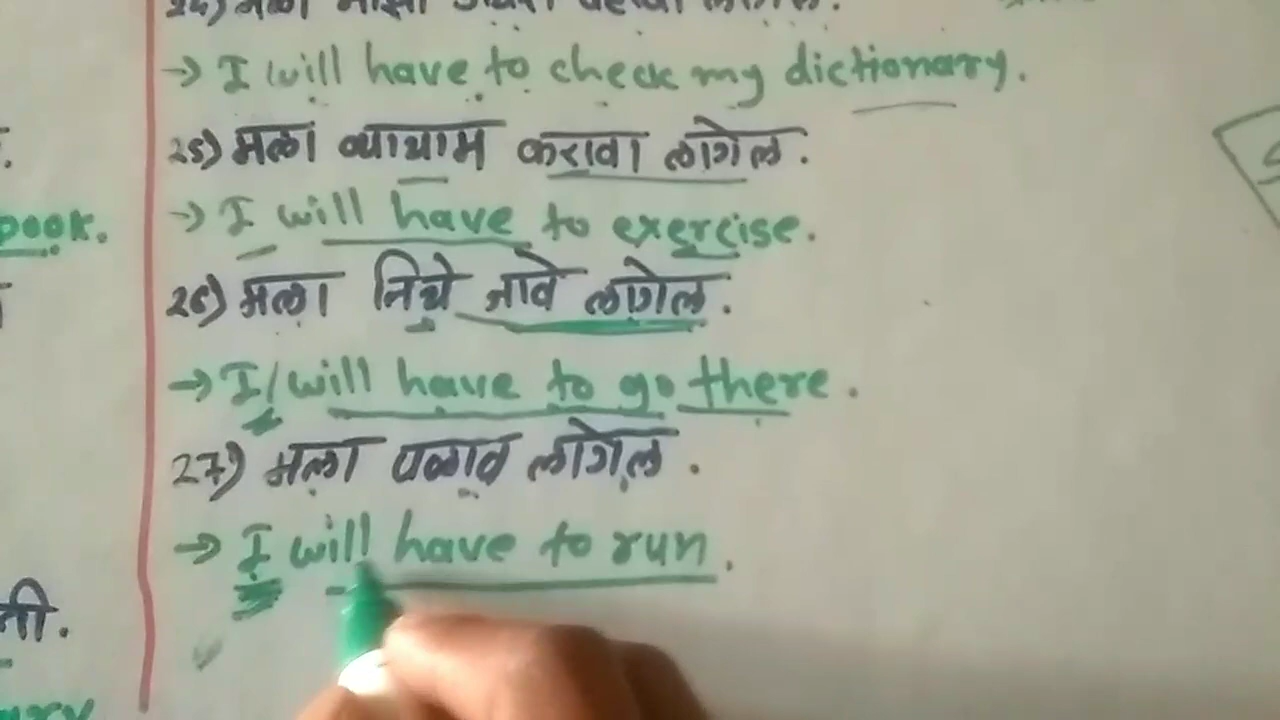 → I will have to check my dictionary.
25) मला व्यायाम करावा लागेल.
→ I will have to exercise.
26) मला निचे जावे लागेल.
→ I will have to go there.
27) मला पळाव लागेल.
→ I will have to run.
pook.
ती.